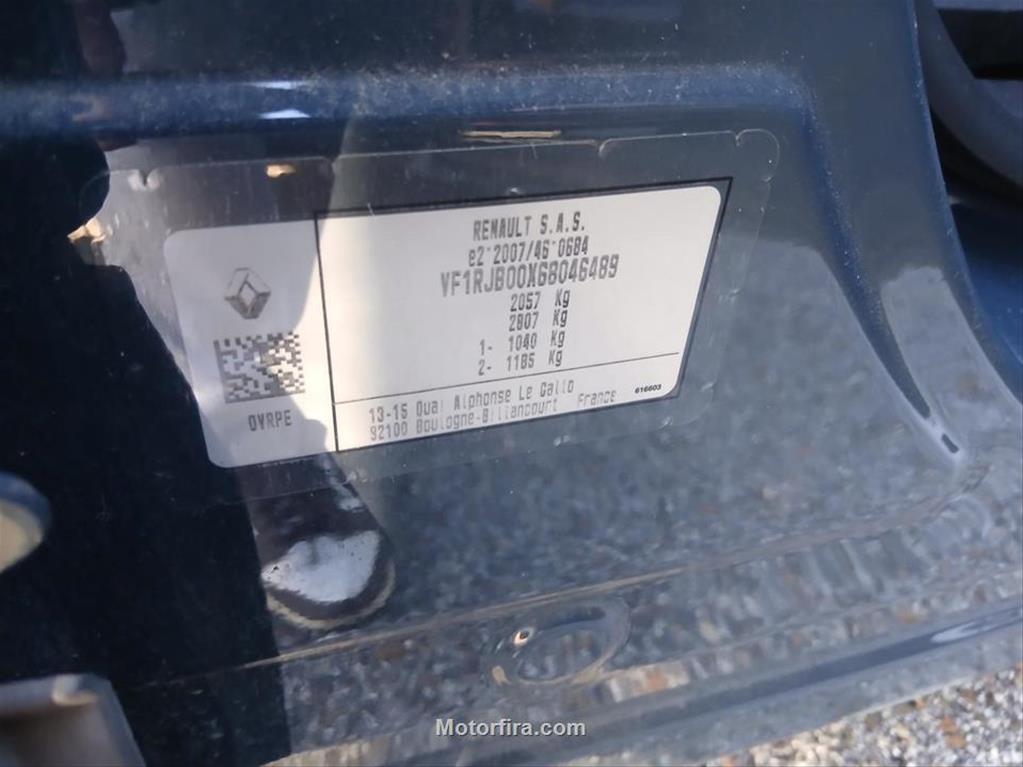 RENAULT S.A.S.
e2*2007/46*0684
VF1RJB00X68046489
2057 Kg
2807 Kg
1- 1040 Kg
2- 1185 Kg
OVRPE
13-15 Quai Alphonse Le Gallo
92100 Boulogne-Billancourt France
616603
Motorfira.com